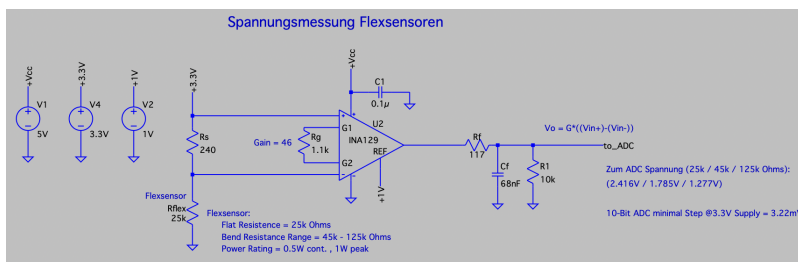 Spannungsmessung Flexsensoren
+Vcc
+3.3V
+1V
+3.3V
+Vcc
V1
5V
V4
3.3V
V2
1V
C1
0.1µ
Rs
240
Gain = 46
Rg
1.1k
G1
G2
U2
INA129
REF
+1V
Rf
117
Vo = G*((Vin+)-(Vin-))
to_ADC
Cf
68nF
R1
10k
Zum ADC Spannung (25k / 45k / 125k Ohms):
(2.416V / 1.785V / 1.277V)
10-Bit ADC minimal Step @3.3V Supply = 3.22m
Flexsensor
Rflex
25k
Flexsensor:
Flat Resistence = 25k Ohms
Bend Resistance Range = 45k - 125k Ohms
Power Rating = 0.5W cont. , 1W peak